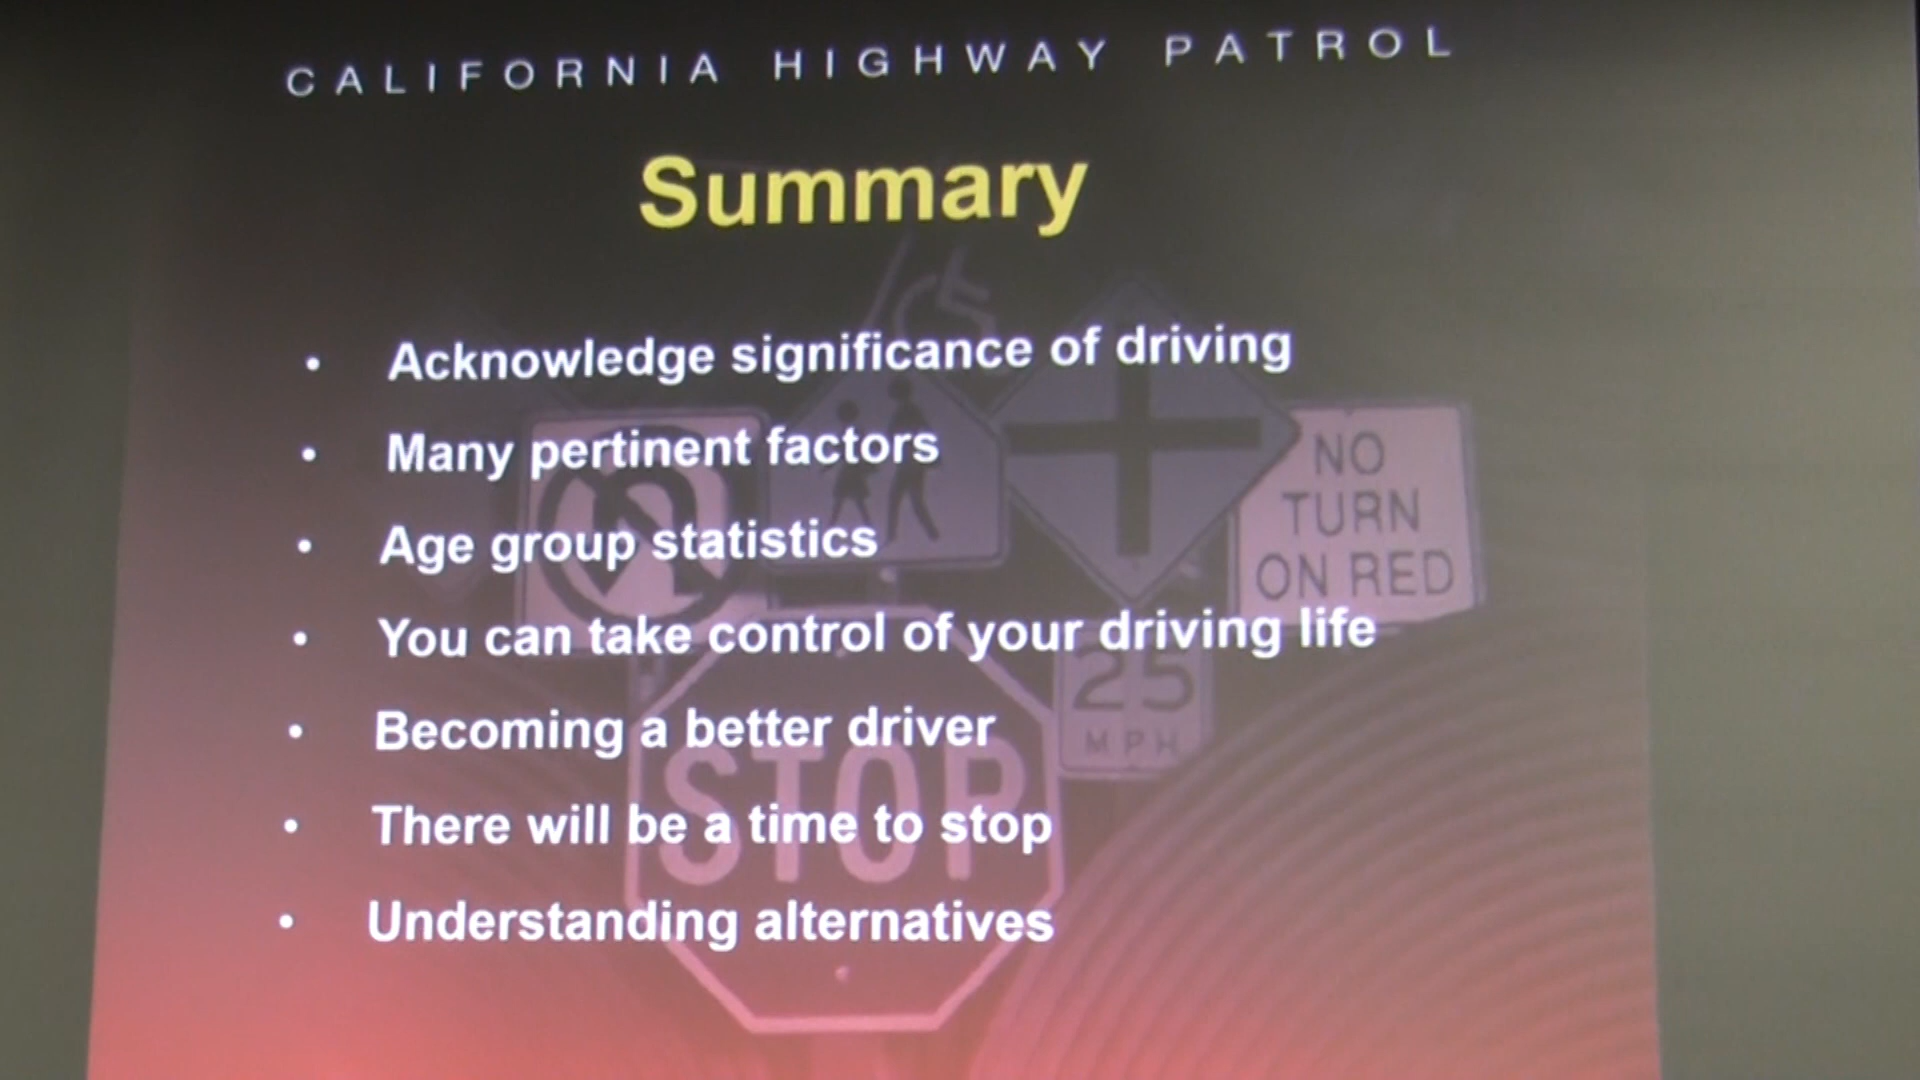 CALIFORNIA HIGHWAY PATROL
Summary
• Acknowledge significance of driving
• Many pertinent factors
• Age group statistics
• You can take control of your driving life
• Becoming a better driver
• There will be a time to stop
• Understanding alternatives
NO
TURN
ON RED
25
MPH
STOP